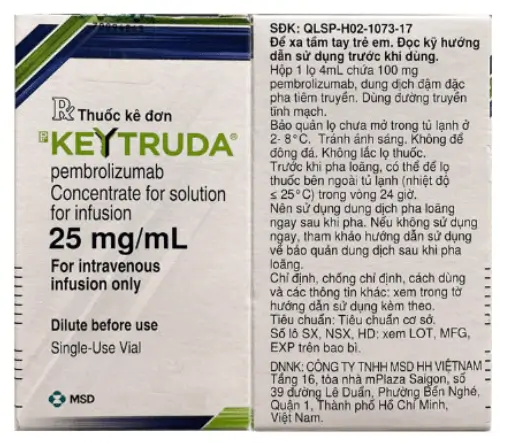 Rx Thuốc kê đơn
KEYTRUDA®
pembrolizumab
Concentrate for solution
for infusion
25 mg/mL
For intravenous
infusion only
Dilute before use
Single-Use Vial
MSD
SĐK: QLSP-H02-1073-17
Để xa tầm tay trẻ em. Đọc kỹ hướng
dẫn sử dụng trước khi dùng.
Hộp 1 lọ 4mL chứa 100 mg
pembrolizumab, dung dịch đậm đặc
pha tiêm truyền. Dùng đường truyền
tĩnh mạch.
Bảo quản lọ chưa mở trong tủ lạnh ở
2- 8°C. Tránh ánh sáng. Không để
đông đá. Không lắc lọ thuốc.
Trước khi pha loãng, có thể để lọ
thuốc bên ngoài tủ lạnh (nhiệt độ
≤ 25°C) trong vòng 24 giờ.
Nên sử dụng dung dịch pha loãng
ngay sau khi pha. Nếu không sử dụng
ngay, tham khảo hướng dẫn sử dụng
về bảo quản dung dịch sau khi pha
loãng.
Chỉ định, chống chỉ định, cách dùng
và các thông tin khác: xem trong tờ
hướng dẫn sử dụng kèm theo.
Tiêu chuẩn: Tiêu chuẩn cơ sở.
Số lô SX, NSX, HD: xem LOT, MFG,
EXP trên bao bì.
DNNK: CÔNG TY TNHH MSD HH VIỆTNAM
Tầng 16, tòa nhà mPlaza Saigon, số
39 đường Lê Duẩn, Phường Bến Nghé,
Quận 1, Thành phố Hồ Chí Minh,
Việt Nam.